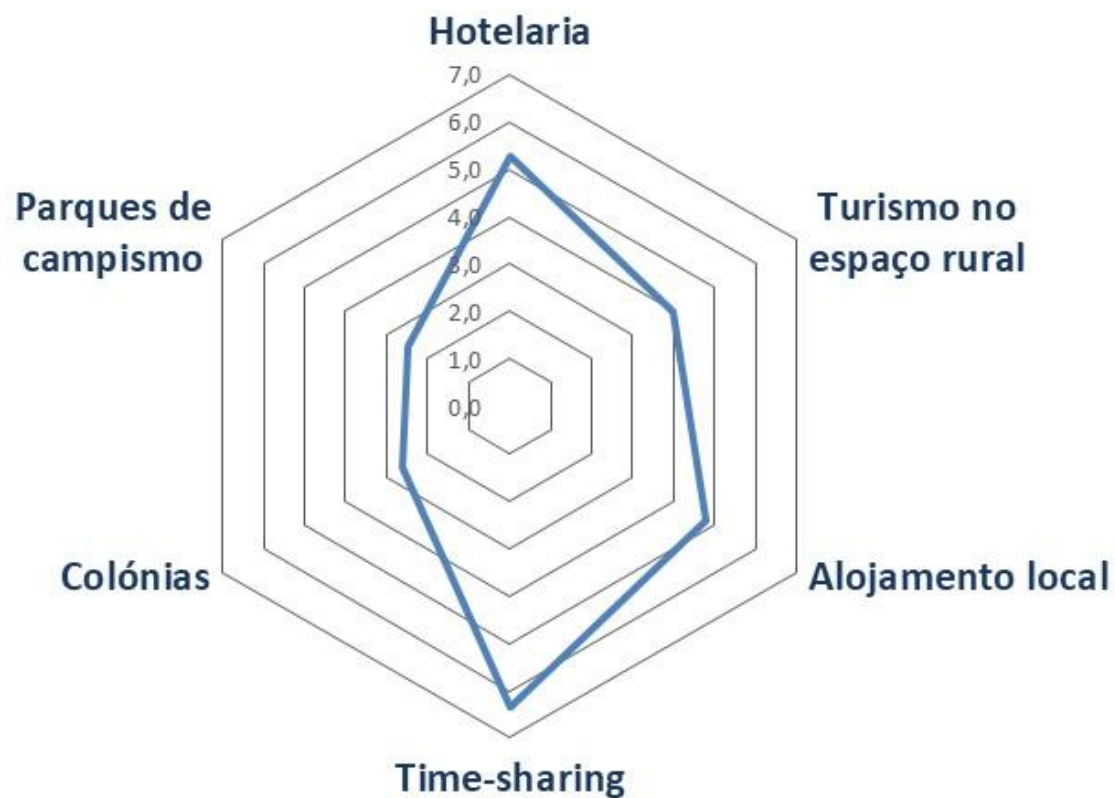 Hotelaria
7,0
6,0
5,0
4,0
3,0
2,0
1,0
0,0
Turismo no
espaço rural
Alojamento local
Time-sharing
Colónias
Parques de
campismo